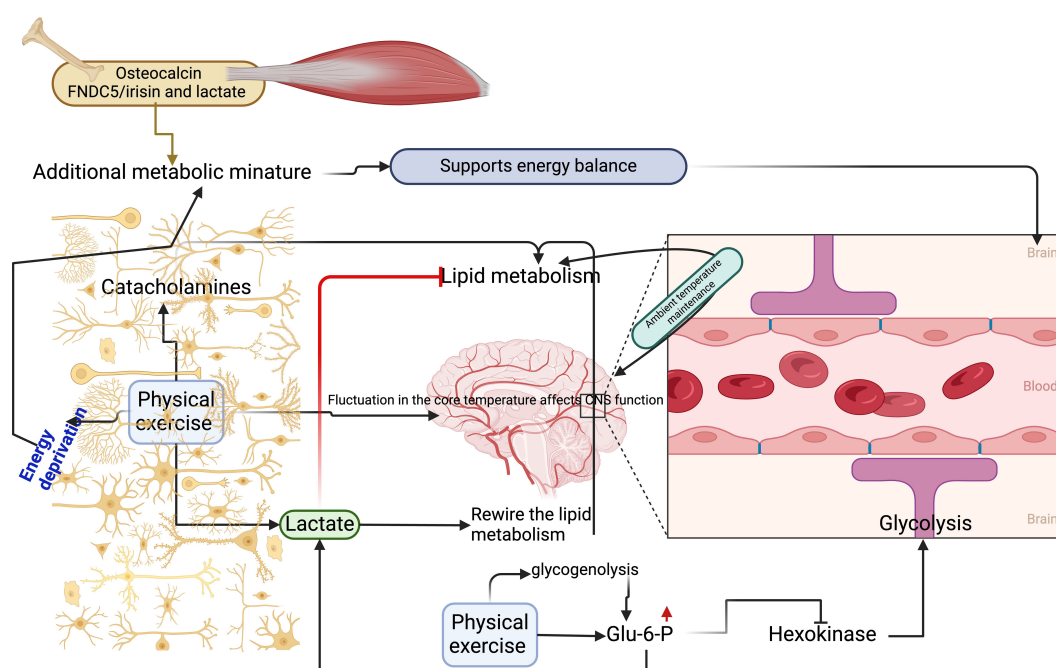 Osteocalcin
FNDC5/irisin and lactate
Additional metabolic minature
Supports energy balance
Brain
Lipid metabolism
Ambient temperature
maintenance
Catacholamines
Physical
exercise
Fluctuation in the core temperature affects CNS function
Blood
Energy
deprivation
Lactate
Rewire the lipid
metabolism
Glycolysis
Brain
glycogenolysis
Physical
exercise
Glu-6-P
Hexokinase